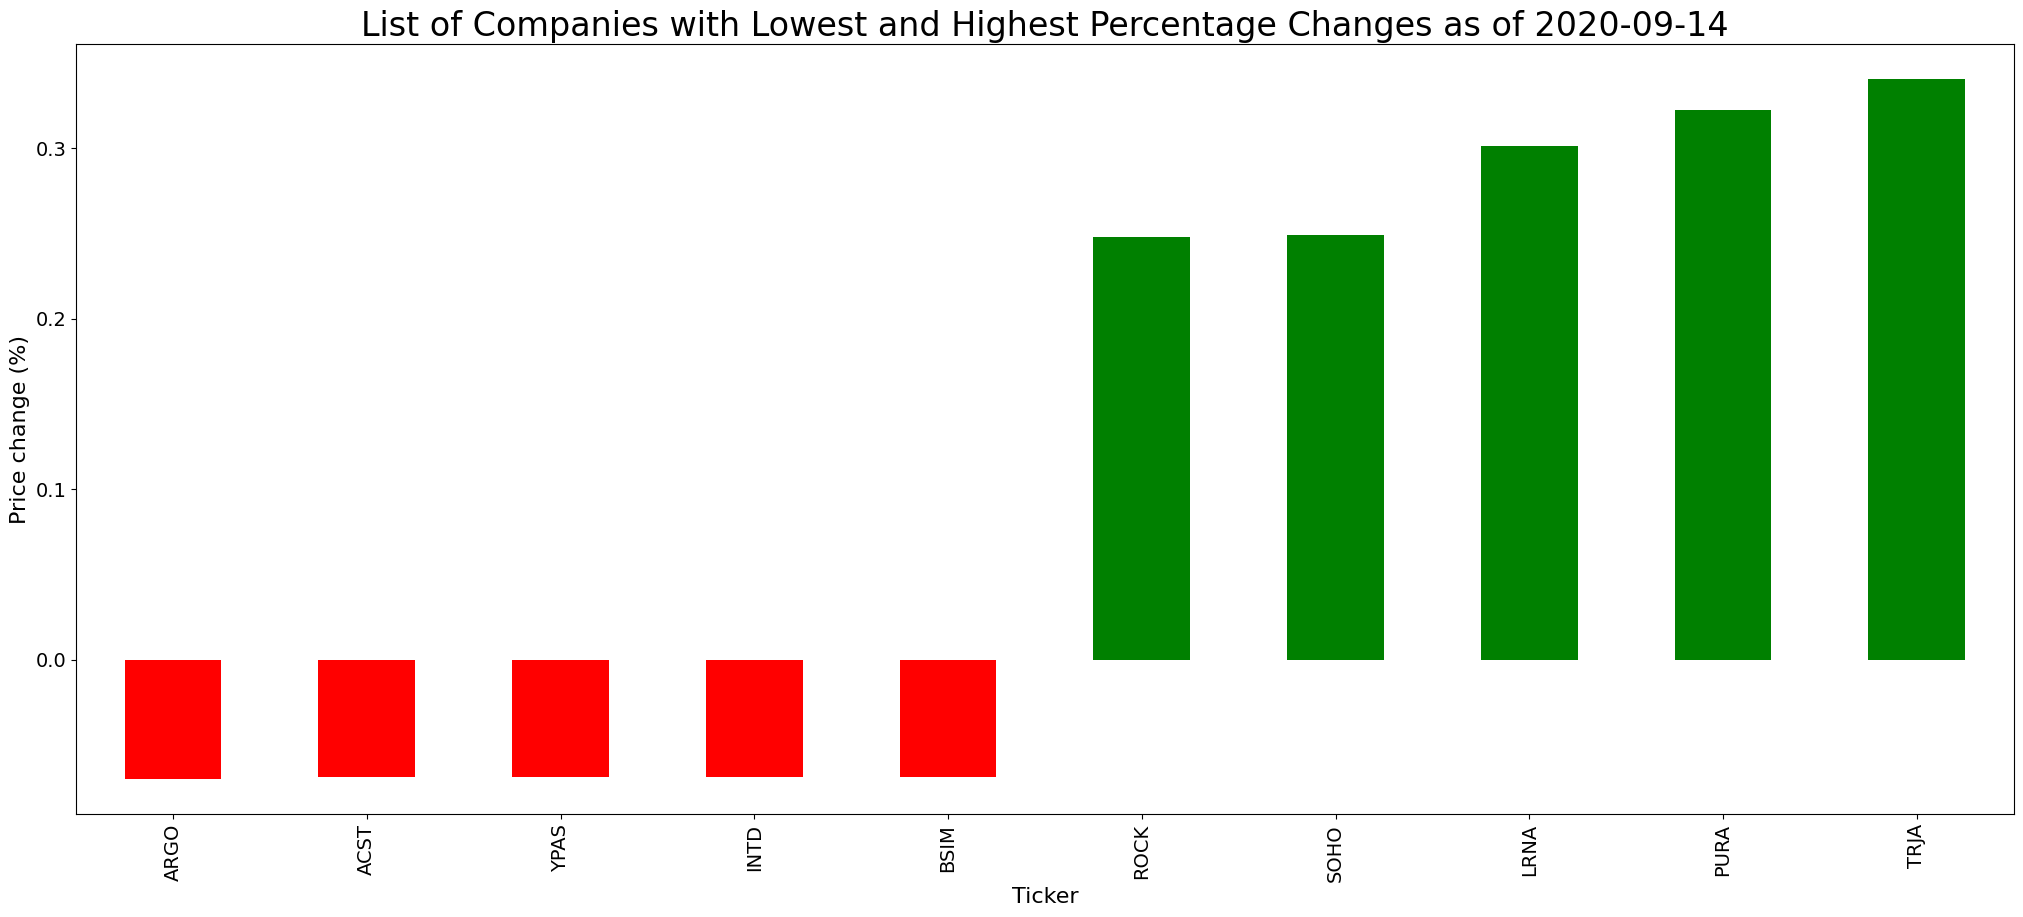 List of Companies with Lowest and Highest Percentage Changes as of 2020-09-14
Price change (%)
0.3
0.2
0.1
0.0
ARGO
ACST
YPAS
INTD
BSIM
ROCK
SOHO
LRNA
PURA
TRJA
Ticker